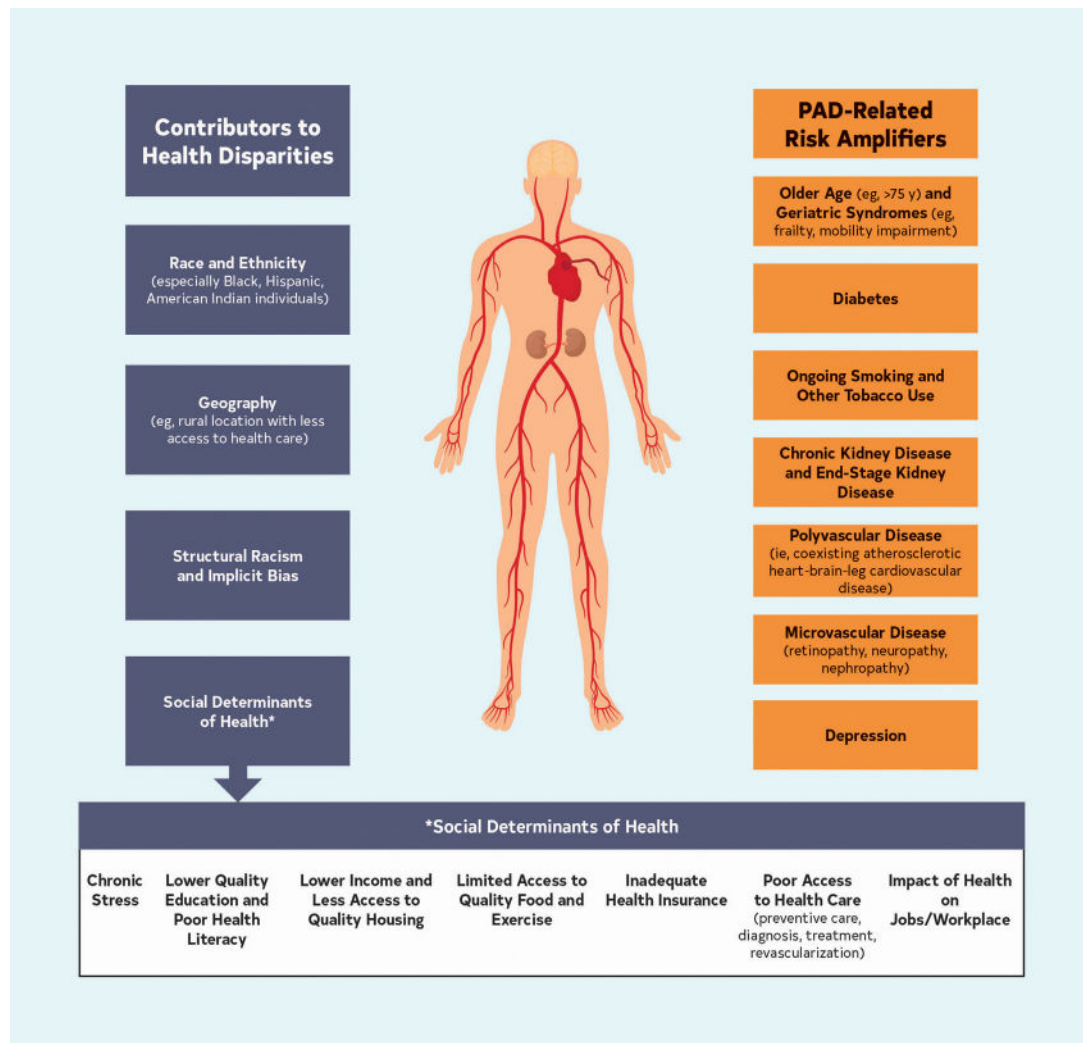 Contributors to
Health Disparities
Race and Ethnicity
(especially Black, Hispanic,
American Indian individuals)
Geography
(eg, rural location with less
access to health care)
Structural Racism
and Implicit Bias
Social Determinants
of Health*
PAD-Related
Risk Amplifiers
Older Age (eg, >75 y) and
Geriatric Syndromes (eg,
frailty, mobility impairment)
Diabetes
Ongoing Smoking and
Other Tobacco Use
Chronic Kidney Disease
and End-Stage Kidney
Disease
Polyvascular Disease
(ie, coexisting atherosclerotic
heart-brain-leg cardiovascular
disease)
Microvascular Disease
(retinopathy, neuropathy,
nephropathy)
Depression
*Social Determinants of Health
Chronic
Stress
Lower Quality
Education and
Poor Health
Literacy
Lower Income and
Less Access to
Quality Housing
Limited Access to
Quality Food and
Exercise
Inadequate
Health Insurance
Poor Access
to Health Care
(preventive care,
diagnosis, treatment,
revascularization)
Impact of Health
on
Jobs/Workplace